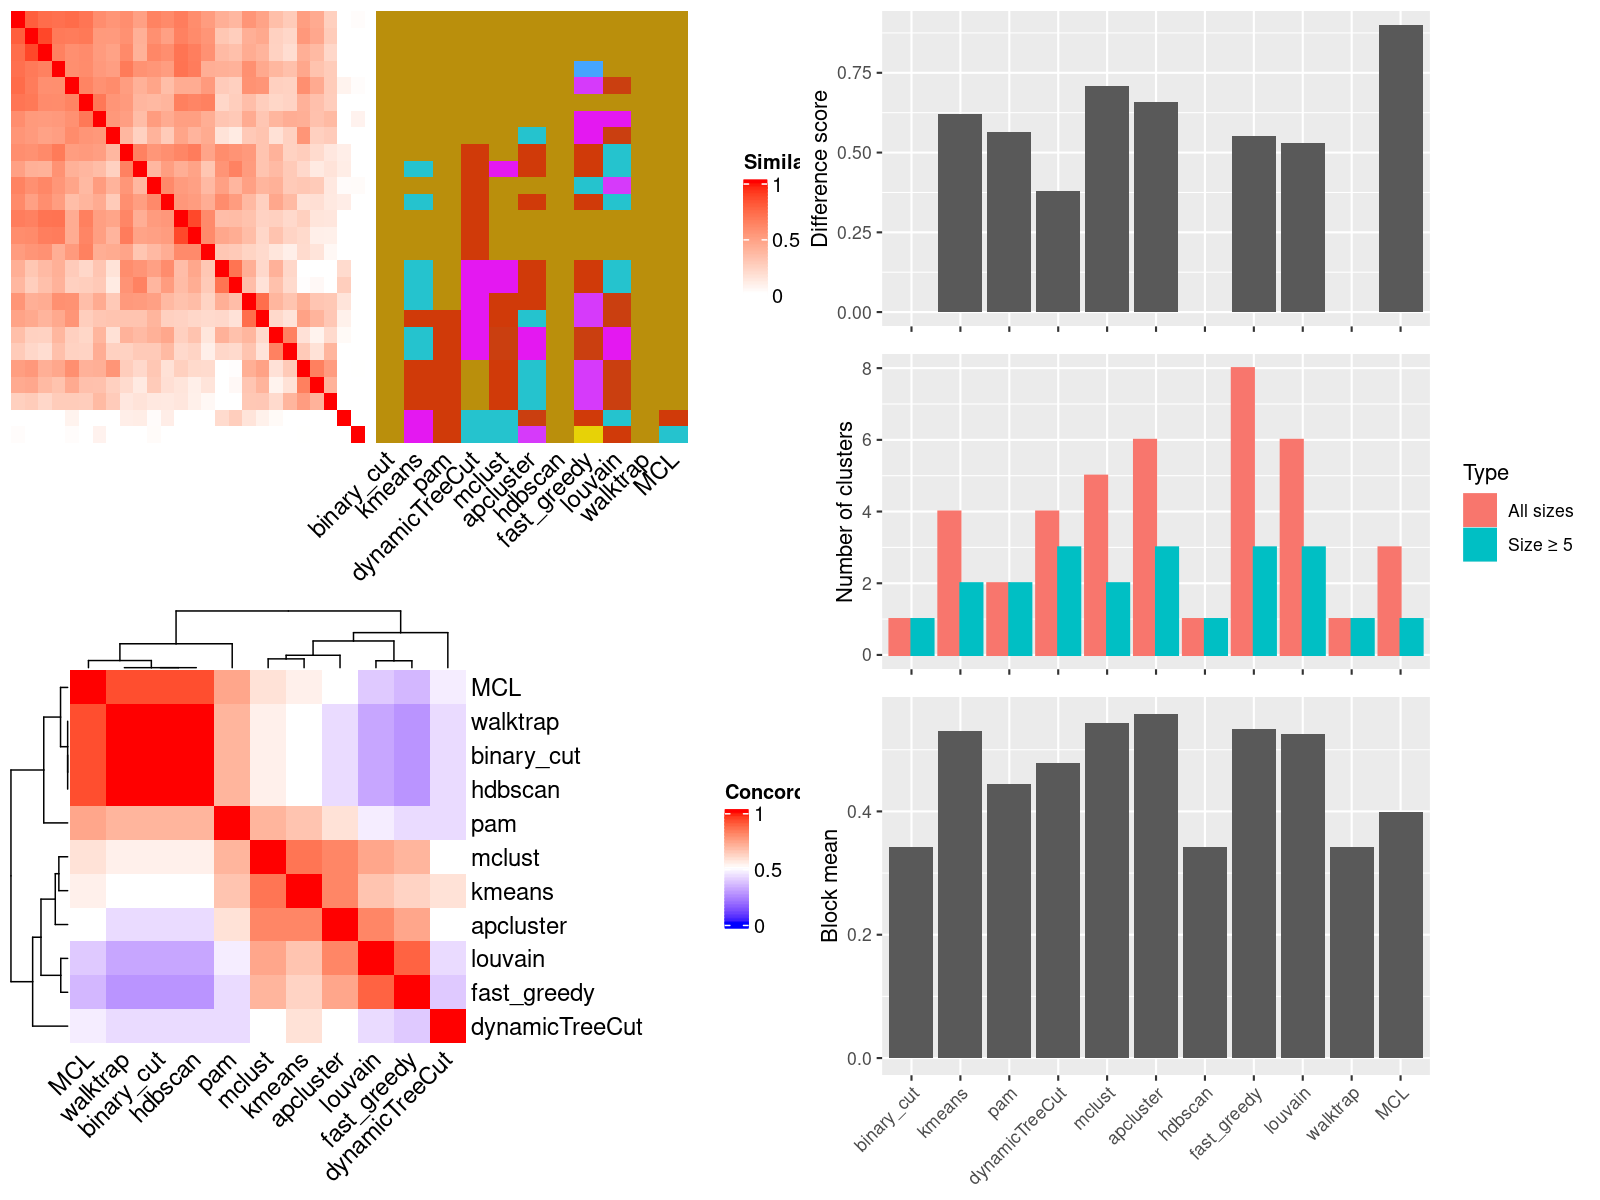 Simila
1
0.5
0
binary_cut
kmeans
pam
dynamicTreeCut
mclust
apcluster
hdbscan
fast_greedy
louvain
walktrap
MCL
MCL
walktrap
binary_cut
hdbscan
pam
mclust
kmeans
apcluster
louvain
fast_greedy
dynamicTreeCut
MCL
walktrap
binary_cut
hdbscan
pam
mclust
kmeans
apcluster
louvain
fast_greedy
dynamicTreeCut
Concord
1
0.5
0
Difference score
0.75
0.50
0.25
0.00
Number of clusters
8
6
4
2
0
Type
All sizes
Size ≥ 5
Block mean
0.4
0.2
0.0
binary_cut
kmeans
pam
dynamicTreeCut
mclust
apcluster
hdbscan
fast_greedy
louvain
walktrap
MCL